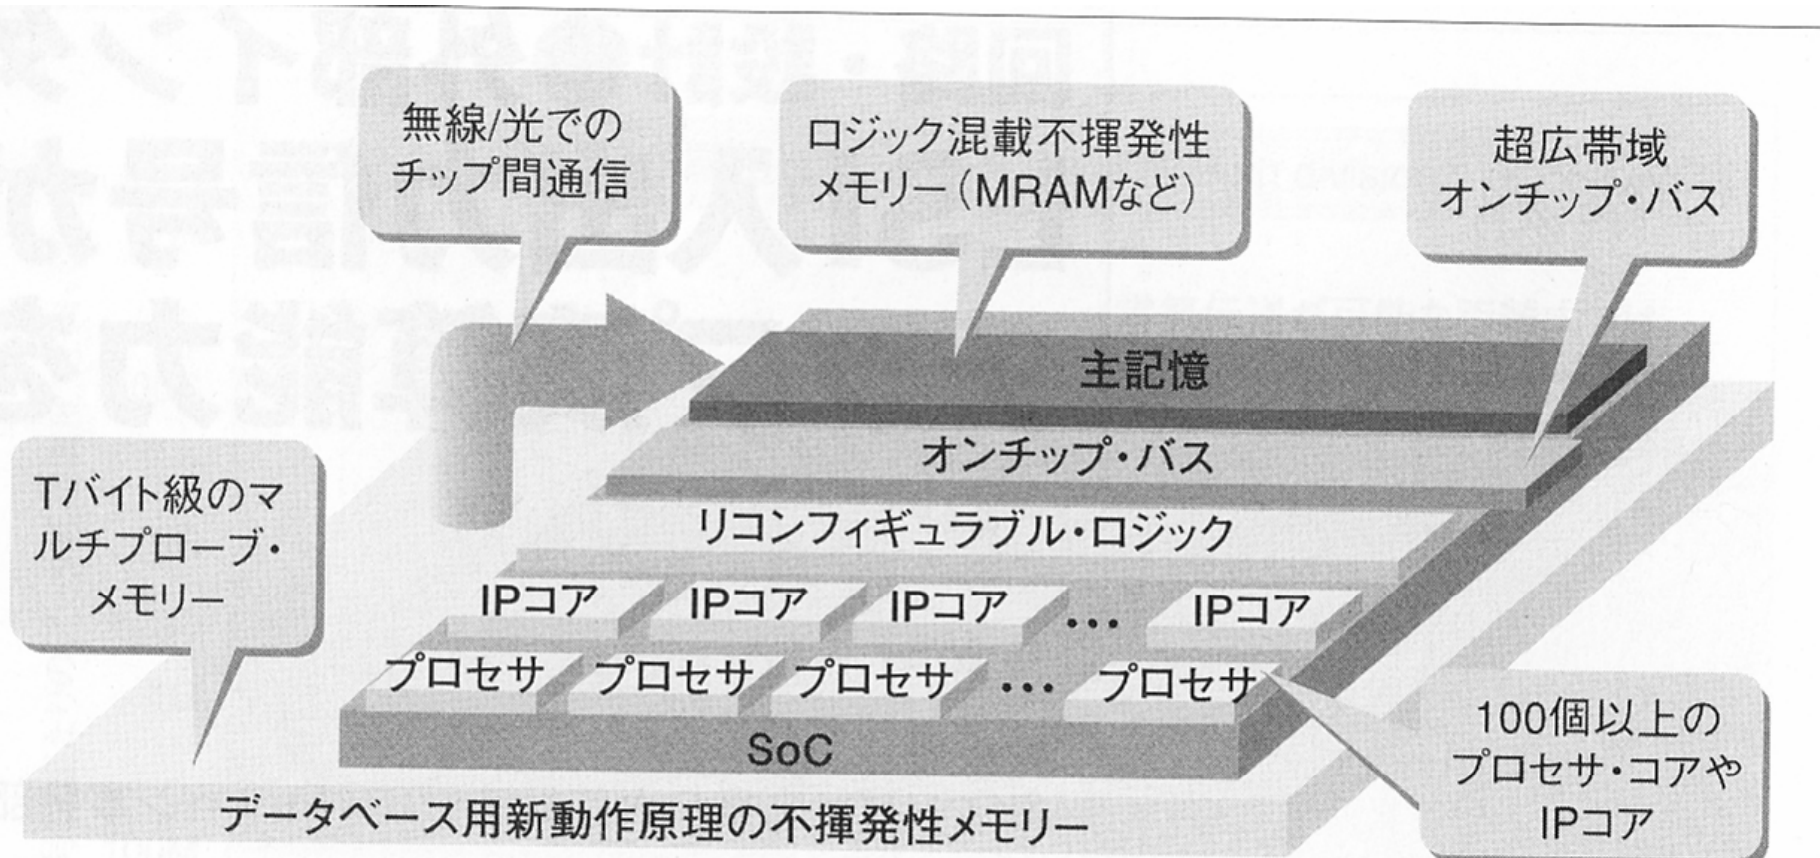 無線/光での
チップ間通信
ロジック混載不揮発性
メモリー(MRAMなど)
超広帯域
オンチップ・バス
主記憶
オンチップ・バス
Tバイト級のマ
ルチプローブ・
メモリー
リコンフィギュラブル・ロジック
IPコア IPコア IPコア … IPコア
プロセサ プロセサ プロセサ … プロセサ
SoC
100個以上の
プロセサ・コアや
IPコア
データベース用新動作原理の不揮発性メモリー